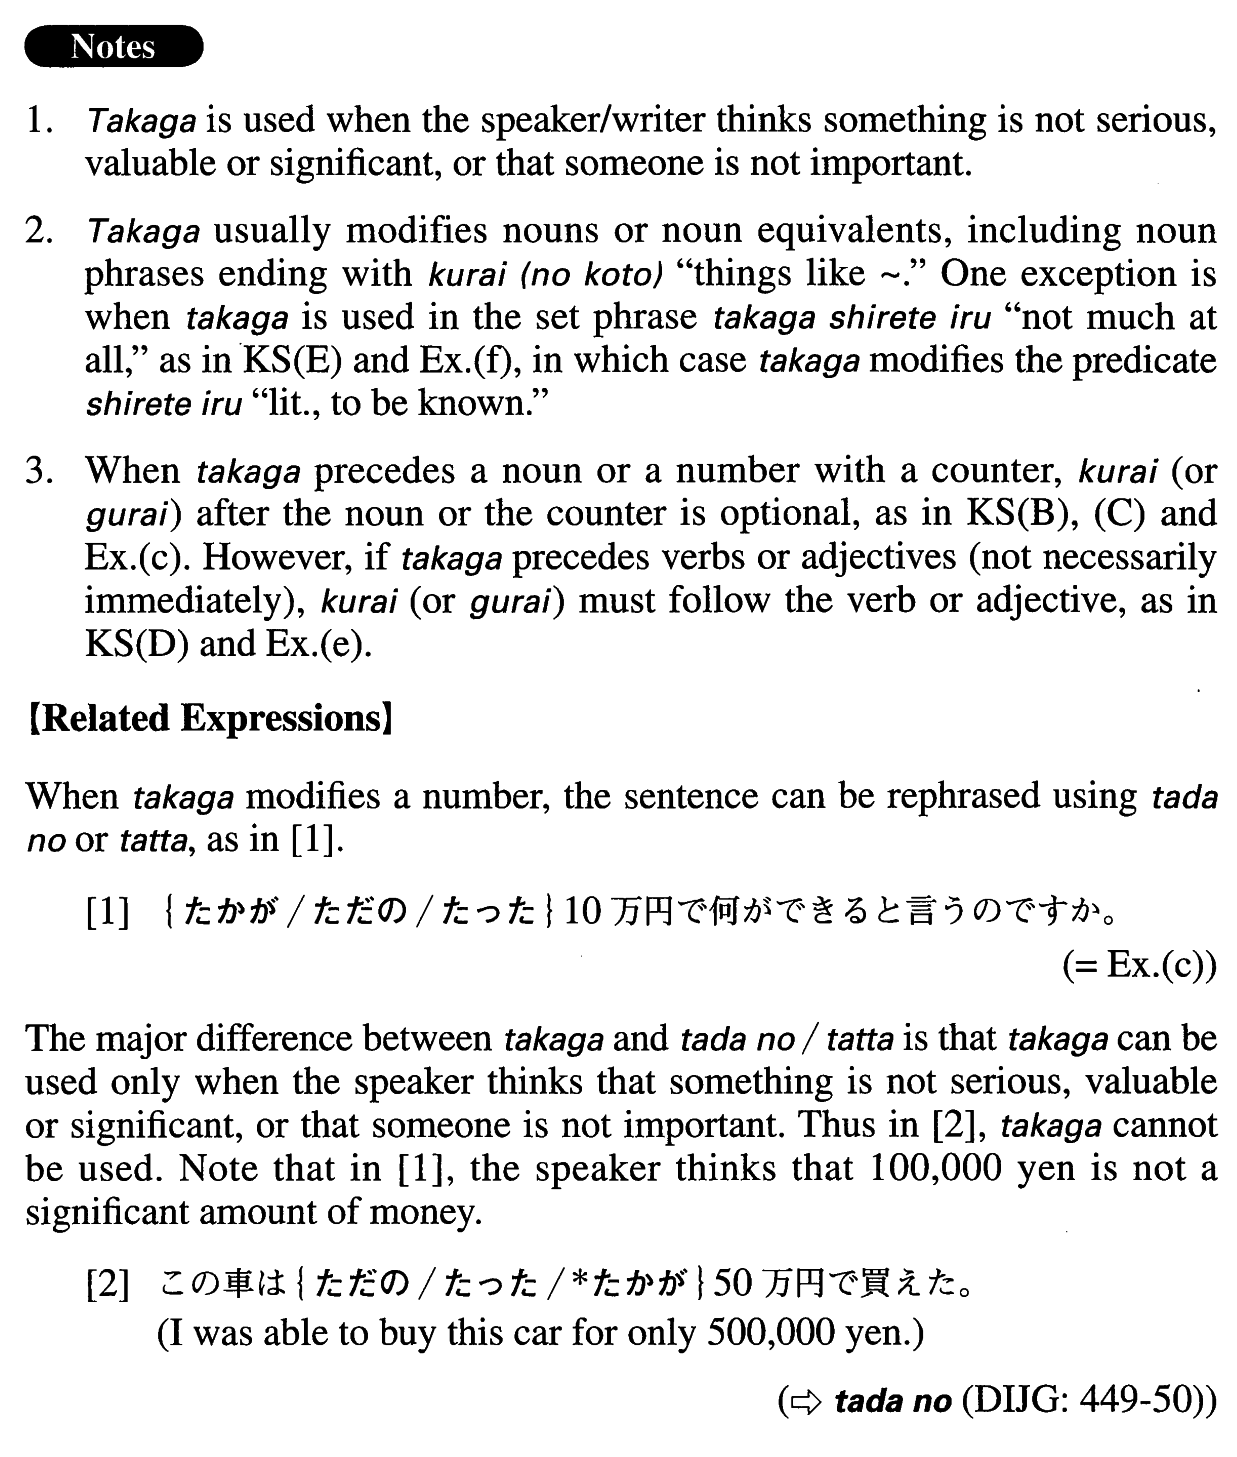 Notes
1. Takaga is used when the speaker/writer thinks something is not serious,
valuable or significant, or that someone is not important.
2. Takaga usually modifies nouns or noun equivalents, including noun
phrases ending with kurai (no koto) “things like ~.” One exception is
when takaga is used in the set phrase takaga shirete iru “not much at
all,” as in KS(E) and Ex.(f), in which case takaga modifies the predicate
shirete iru “lit., to be known.”
3. When takaga precedes a noun or a number with a counter, kurai (or
gurai) after the noun or the counter is optional, as in KS(B), (C) and
Ex.(c). However, if takaga precedes verbs or adjectives (not necessarily
immediately), kurai (or gurai) must follow the verb or adjective, as in
KS(D) and Ex.(e).
【Related Expressions】
When takaga modifies a number, the sentence can be rephrased using tada
no or tatta, as in [1].
[1] {たかが/ただの/たった}10万円で何ができると言うのですか。
(= Ex.(c))
The major difference between takaga and tada no / tatta is that takaga can be
used only when the speaker thinks that something is not serious, valuable
or significant, or that someone is not important. Thus in [2], takaga cannot
be used. Note that in [1], the speaker thinks that 100,000 yen is not a
significant amount of money.
[2] この車は{ただの/たった/*たかが}50万円で買えた。
(I was able to buy this car for only 500,000 yen.)
(⇨ tada no (DIJG: 449-50))